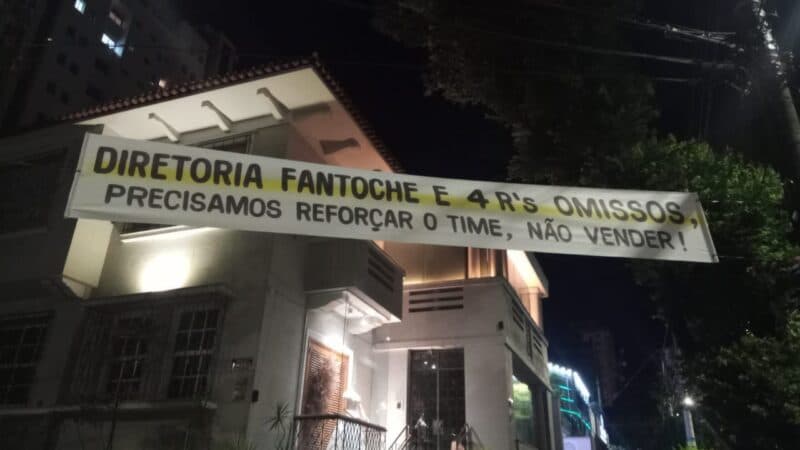 DIRETORIA FANTOCHE E 4 R's OMISSOS,
PRECISAMOS REFORÇAR O TIME, NÃO VENDER!